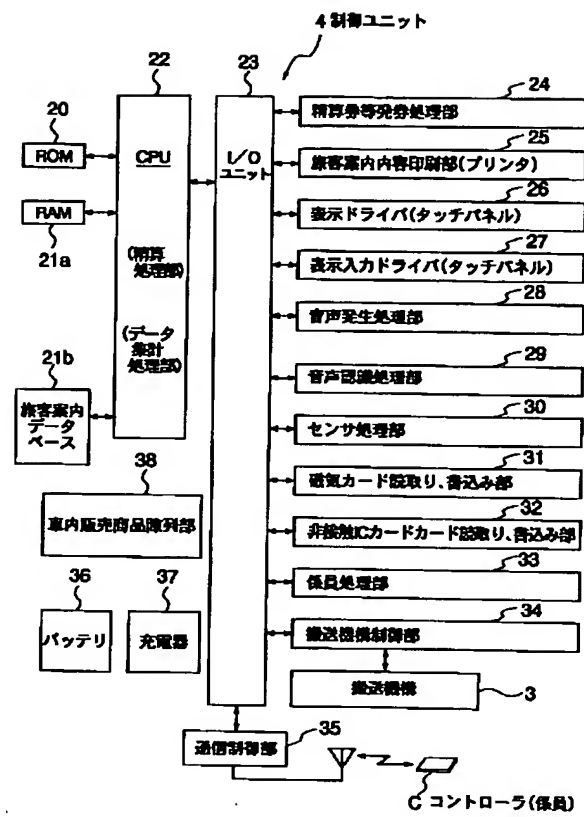 4 制御ユニット
22
23
24
精算券等発券処理部
20
ROM
CPU
I/O
ユニット
25
旅客案内内容印刷部(プリンタ)
26
表示ドライバ(タッチパネル)
RAM
21a
27
表示入力ドライバ(タッチパネル)
(精算
処理部)
28
音声発生処理部
(データ
集計
処理部)
29
音声認識処理部
21b
旅客案内
データ
ベース
30
センサ処理部
31
磁気カード読取り、書込み部
38
車内販売商品陳列部
32
非接触ICカードカード読取り、書込み部
33
係員処理部
36
バッテリ
37
充電器
34
搬送機構制御部
搬送機構
3
35
通信制御部
C コントローラ(係員)